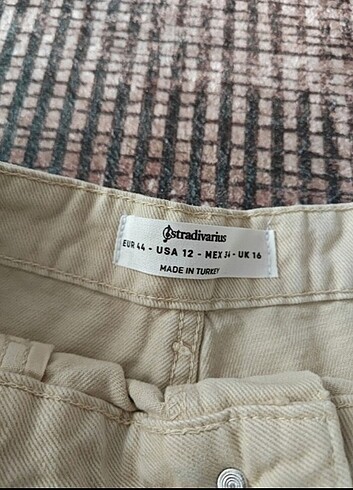 stradivarius
EUR 44 - USA 12 - MEX 34 - UK 16
MADE IN TURKEY